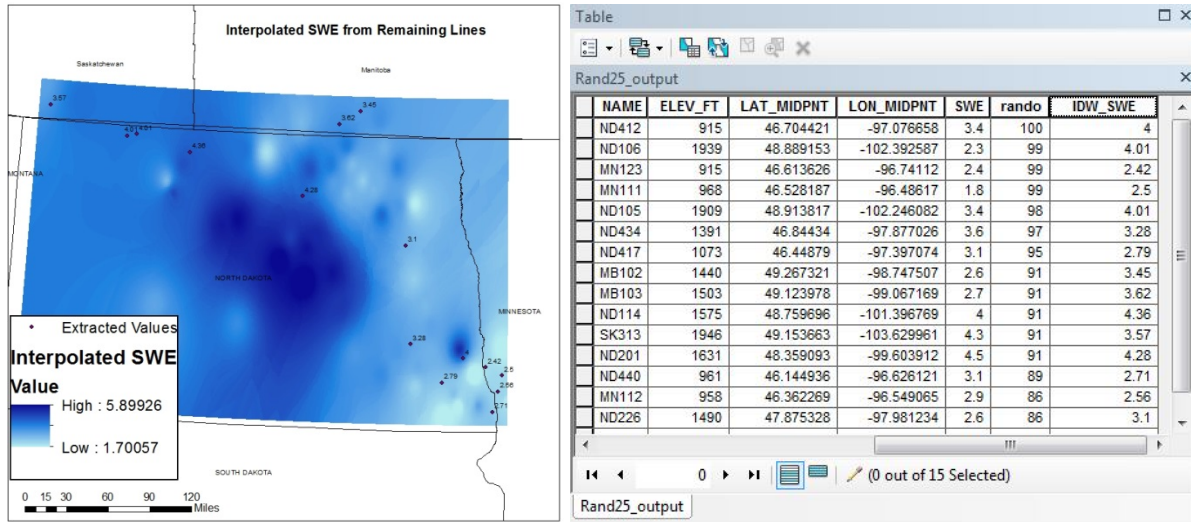 Interpolated SWE from Remaining Lines
Saskatchewan
Manitoba
3.57
3.45
3.62
4.01
4.01
4.36
MONTANA
4.28
3.1
NORTH DAKOTA
MINNESOTA
3.28
4
2.42
2.5
2.79
2.56
2.71
Extracted Values
Interpolated SWE
Value
High : 5.89926
Low : 1.70057
SOUTH DAKOTA
0 15 30 60 90 120
Miles
Table
Rand25_output
NAME ELEV_FT LAT_MIDPNT LON_MIDPNT SWE rando IDW_SWE
ND412 915 46.704421 -97.076658 3.4 100 4
ND106 1939 48.889153 -102.392587 2.3 99 4.01
MN123 915 46.613626 -96.74112 2.4 99 2.42
MN111 968 46.528187 -96.48617 1.8 99 2.5
ND105 1909 48.913817 -102.246082 3.4 98 4.01
ND434 1391 46.84434 -97.877026 3.6 97 3.28
ND417 1073 46.44879 -97.397074 3.1 95 2.79
MB102 1440 49.267321 -98.747507 2.6 91 3.45
MB103 1503 49.123978 -99.067169 2.7 91 3.62
ND114 1575 48.759696 -101.396769 4 91 4.36
SK313 1946 49.153663 -103.629961 4.3 91 3.57
ND201 1631 48.359093 -99.603912 4.5 91 4.28
ND440 961 46.144936 -96.626121 3.1 89 2.71
MN112 958 46.362269 -96.549065 2.9 86 2.56
ND226 1490 47.875328 -97.981234 2.6 86 3.1
0 (0 out of 15 Selected)
Rand25_output